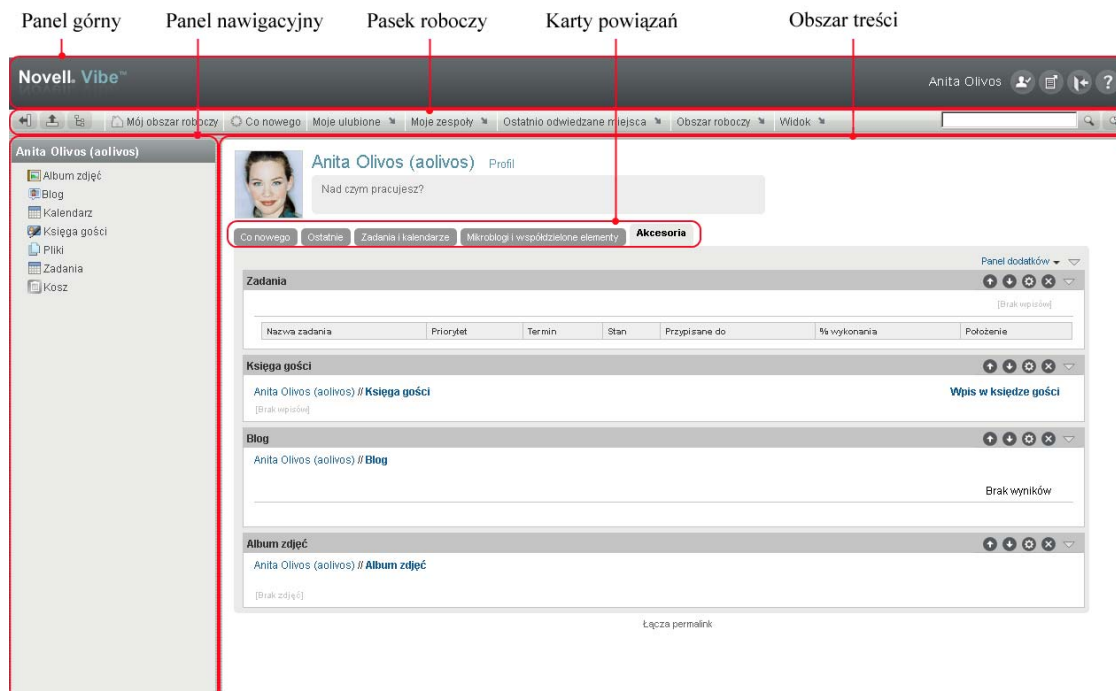 Panel górny Panel nawigacyjny Pasek roboczy Karty powiązań Obszar treści
Novell® Vibe™
Anita Olivos
Mój obszar roboczy Co nowego Moje ulubione Moje zespoły Ostatnio odwiedzane miejsca Obszar roboczy Widok
Anita Olivos (aolivos)
Album zdjęć
Blog
Kalendarz
Księga gości
Pliki
Zadania
Kosz
Anita Olivos (aolivos) Profil
Nad czym pracujesz?
Co nowego Ostatnie Zadania i kalendarze Mikroblogi i współdzielone elementy Akcesoria
Panel dodatków
Zadania
[Brak wpisów]
Nazwa zadania Priorytet Termin Stan Przypisane do % wykonania Położenie
Księga gości
Anita Olivos (aolivos) // Księga gości Wpis w księdze gości
[Brak wpisów]
Blog
Anita Olivos (aolivos) // Blog
Brak wyników
Album zdjęć
Anita Olivos (aolivos) // Album zdjęć
[Brak zdjęć]
Łącza permalink